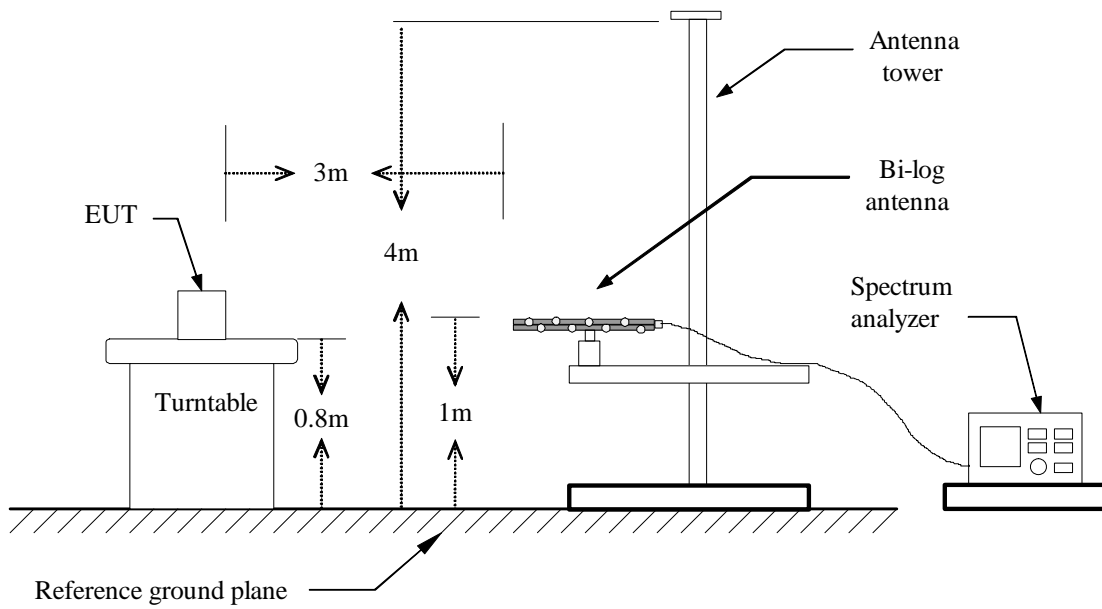 Antenna
tower
3m
Bi-log
antenna
EUT
4m
Spectrum
analyzer
Turntable
0.8m
1m
Reference ground plane